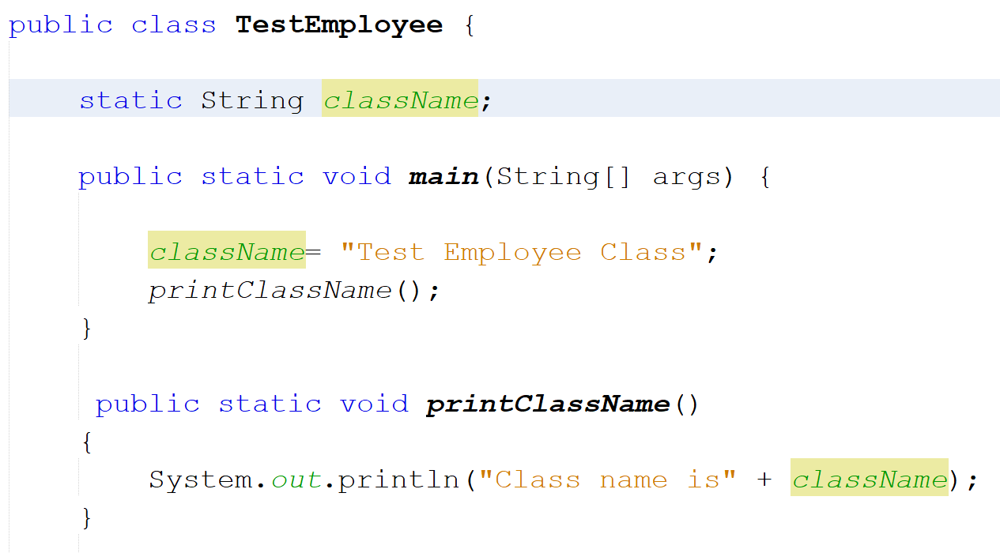 public class TestEmployee {
static String className;
public static void main(String[] args) {
className= "Test Employee Class";
printClassName();
}
public static void printClassName()
{
System.out.println("Class name is" + className);
}